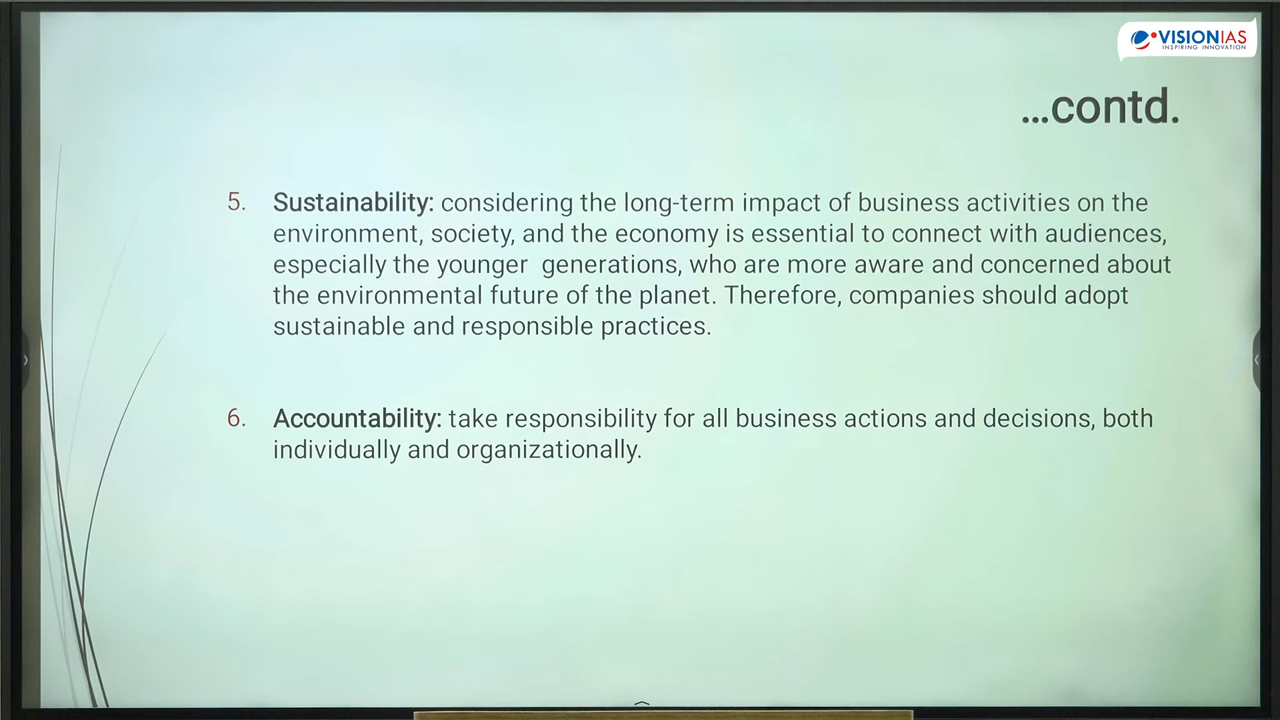 VISIONIAS
INSPIRING INNOVATION
...contd.
5. Sustainability: considering the long-term impact of business activities on the
environment, society, and the economy is essential to connect with audiences,
especially the younger generations, who are more aware and concerned about
the environmental future of the planet. Therefore, companies should adopt
sustainable and responsible practices.
6. Accountability: take responsibility for all business actions and decisions, both
individually and organizationally.